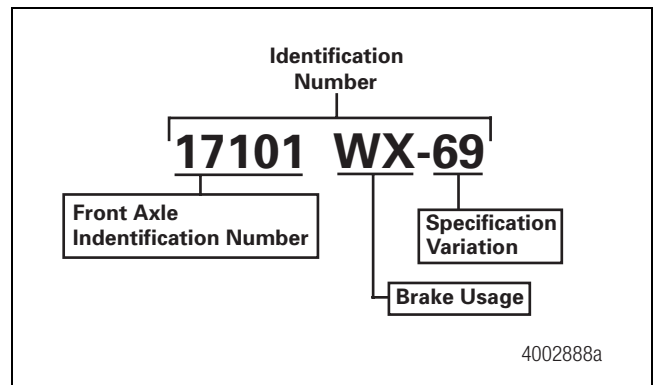 Identification
Number
17101 WX-69
Front Axle
Indentification Number
Specification
Variation
Brake Usage
4002888a